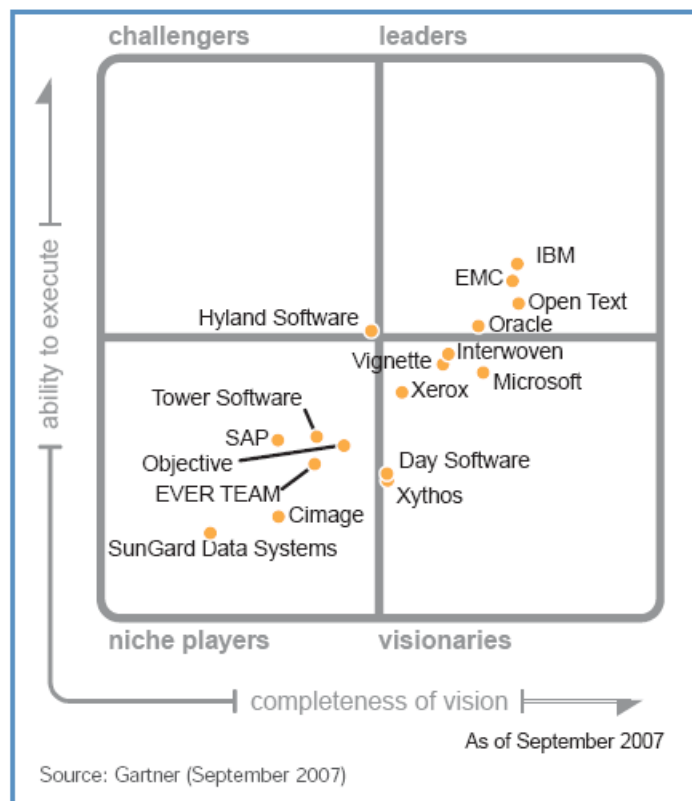 challengers
leaders
ability to execute
IBM
EMC
Open Text
Hyland Software
Oracle
Interwoven
Vignette
Microsoft
Xerox
Tower Software
SAP
Objective
Day Software
EVER TEAM
Xythos
Cimage
SunGard Data Systems
niche players
visionaries
completeness of vision
As of September 2007
Source: Gartner (September 2007)